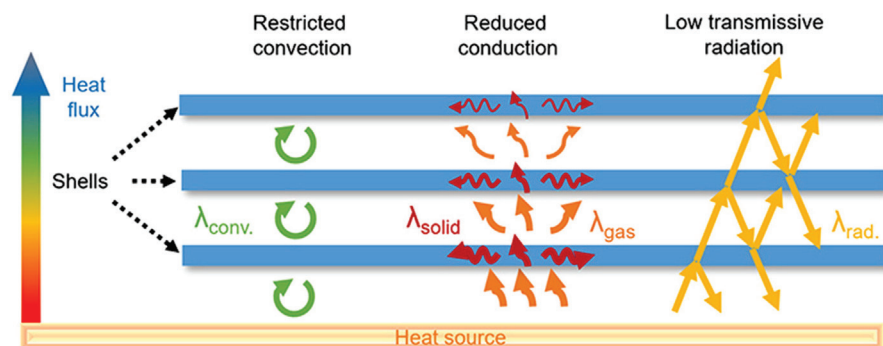 Restricted
convection
Reduced
conduction
Low transmissive
radiation
Heat
flux
Shells
λconv.
λsolid
λgas
λrad.
Heat source